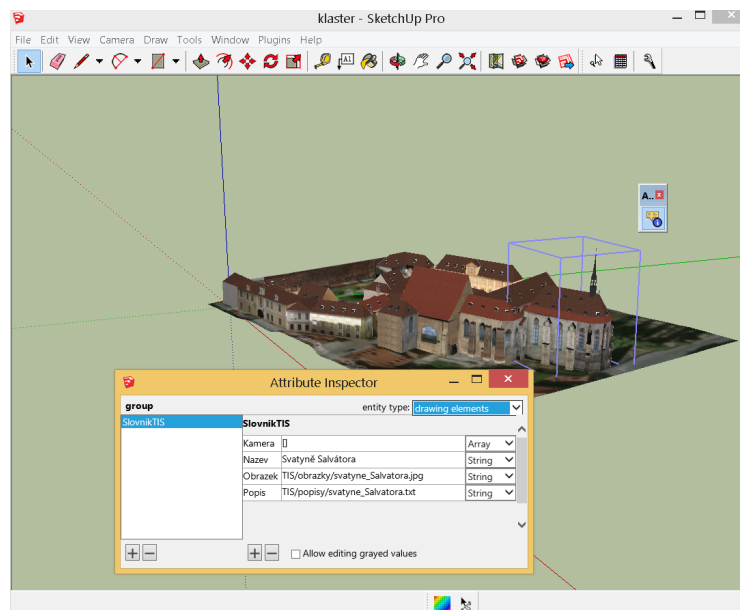 klaster - SketchUp Pro
File Edit View Camera Draw Tools Window Plugins Help
A1
A..
Attribute Inspector
group
entity type: drawing elements
SlovnikTIS
SlovnikTIS
Kamera [] Array
Nazev Svatyně Salvátora String
Obrazek TIS/obrazky/svatyne_Salvatora.jpg String
Popis TIS/popisy/svatyne_Salvatora.txt String
Allow editing grayed values